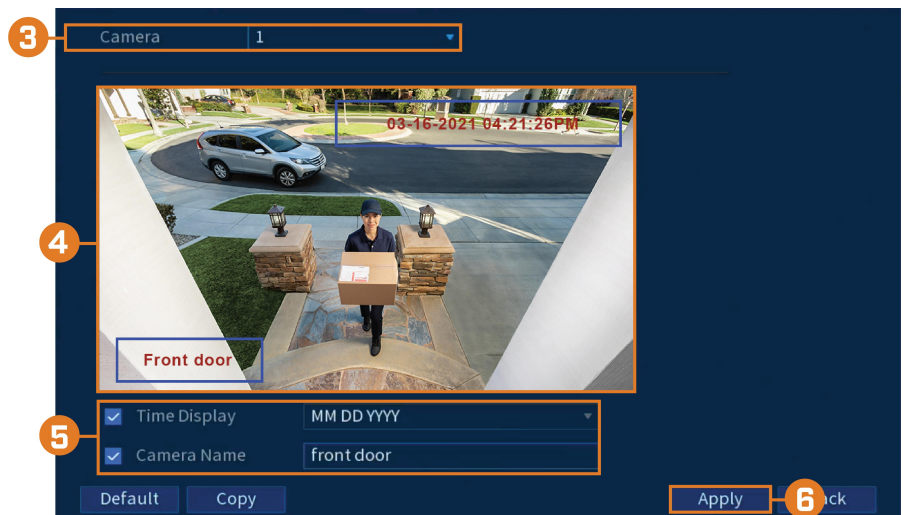 3
Camera 1
03-16-2021 04:21:26PM
4
Front door
5
Time Display MM DD YYYY
Camera Name front door
Default Copy Apply 6 ck